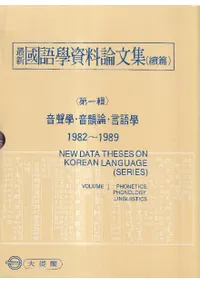 最新 國語學資料論文集(續篇)
〈第一輯〉
音聲學·音韻論·言語學
1982～1989
NEW DATA THESES ON
KOREAN LANGUAGE
(SERIES)
VOLUME I PHONETICS
PHONOLOGY
LINGUISTICS
大提閣